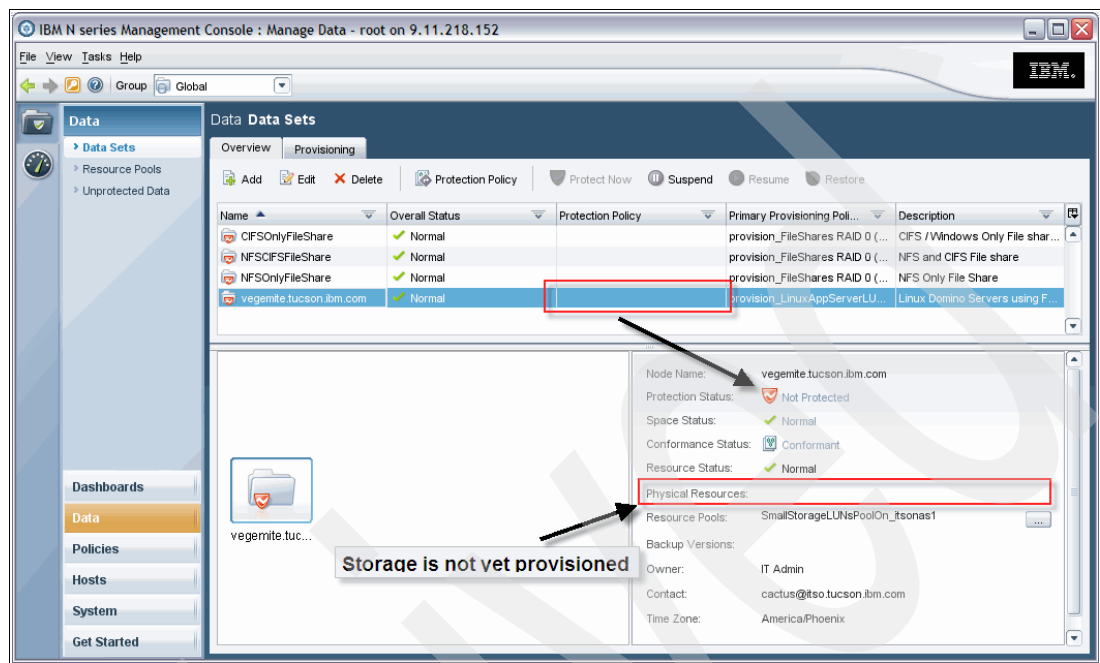 IBM N series Management Console : Manage Data - root on 9.11.218.152
File View Tasks Help
IBM.
Group Global
Data
Data Sets
Resource Pools
Unprotected Data
Data Data Sets
Overview Provisioning
Add Edit Delete Protection Policy Protect Now Suspend Resume Restore
Name Overall Status Protection Policy Primary Provisioning Poli... Description
CIFSOnlyFileShare Normal provision_FileShares RAID 0 (... CIFS / Windows Only File shar...
NFSCIFSFileShare Normal provision_FileShares RAID 0 (... NFS and CIFS File share
NFSOnlyFileShare Normal provision_FileShares RAID 0 (... NFS Only File Share
vegemite.tucson.ibm.com Normal provision_LinuxAppServerLU... Linux Domino Servers using F...
Node Name: vegemite.tucson.ibm.com
Protection Status: Not Protected
Space Status: Normal
Conformance Status: Conformant
Resource Status: Normal
Physical Resources:
Resource Pools: SmallStorageLUNsPoolOn_itsonas1 ...
Backup Versions:
Owner: IT Admin
Contact: cactus@itso.tucson.ibm.com
Time Zone: America/Phoenix
vegemite.tuc...
Storage is not yet provisioned
Dashboards
Data
Policies
Hosts
System
Get Started